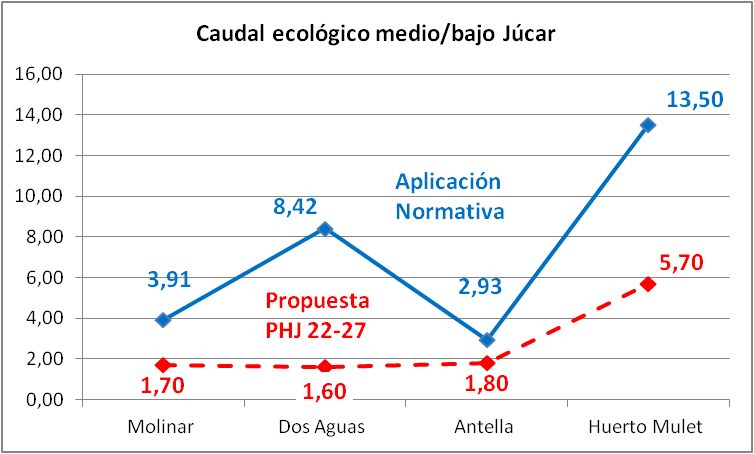 Caudal ecológico medio/bajo Júcar
16,00
14,00
12,00
10,00
8,00
6,00
4,00
2,00
0,00
13,50
Aplicación
Normativa
8,42
3,91
2,93
5,70
Propuesta
PHJ 22-27
1,70
1,60
1,80
Molinar
Dos Aguas
Antella
Huerto Mulet